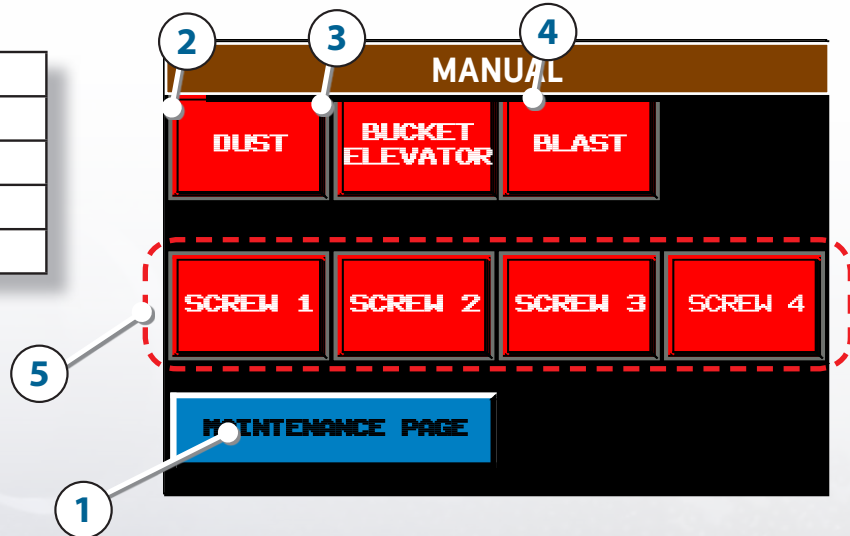 2
3
4
MANUAL
DUST
BUCKET
ELEVATOR
BLAST
SCREW 1
SCREW 2
SCREW 3
SCREW 4
5
MAINTENANCE PAGE
1